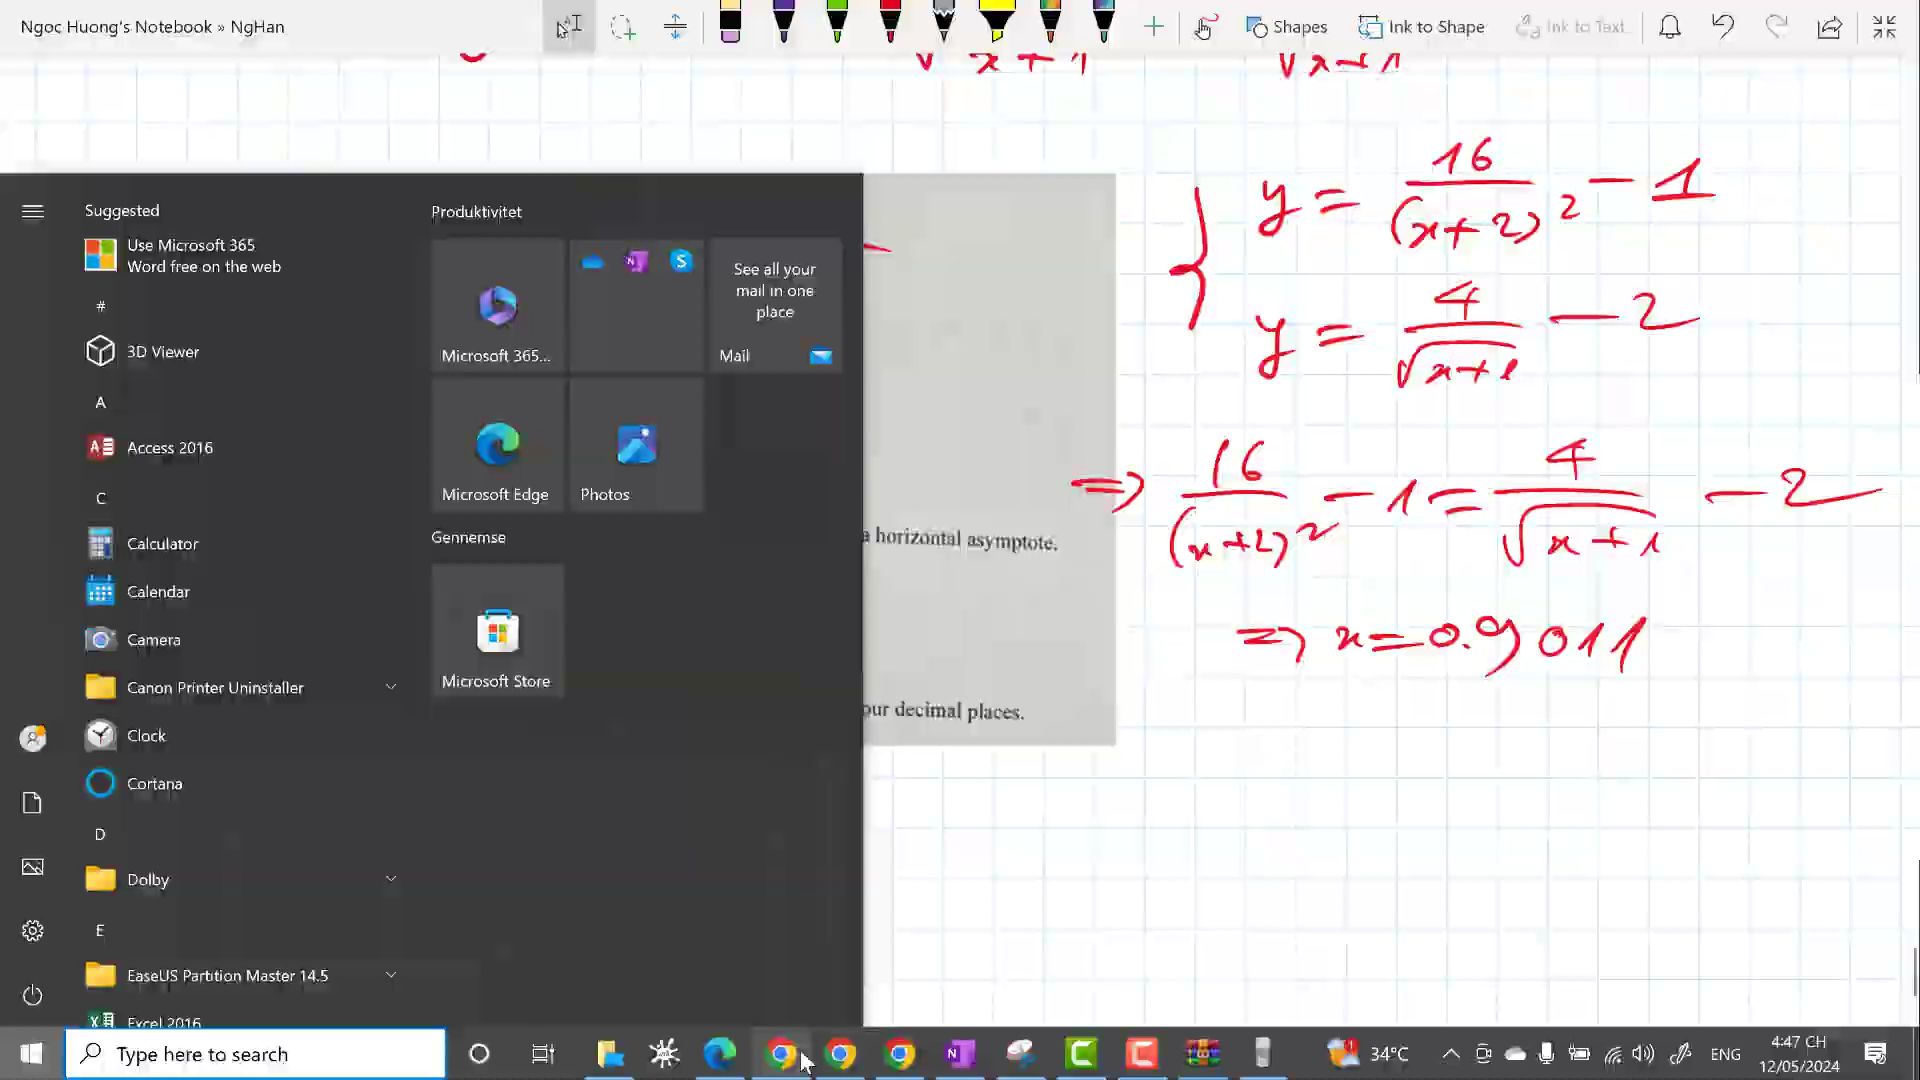 Ngoc Huong's Notebook » NgHan
Shapes
Ink to Shape
Ink to Text
Suggested
Use Microsoft 365
Word free on the web
#
3D Viewer
A
Access 2016
C
Calculator
Calendar
Camera
Canon Printer Uninstaller
Clock
Cortana
D
Dolby
E
EaseUS Partition Master 14.5
Excel 2016
Produktivitet
Microsoft 365...
See all your
mail in one
place
Mail
Microsoft Edge
Photos
Gennemse
Microsoft Store
a horizontal asymptote.
our decimal places.
√x+1 √x+1
y = 16/(x+2)² - 1
y = 4/√x+1 - 2
=> 16/(x+2)² - 1 = 4/√x+1 - 2
=> x = 0.9011
Type here to search
34°C
ENG
4:47 CH
12/05/2024